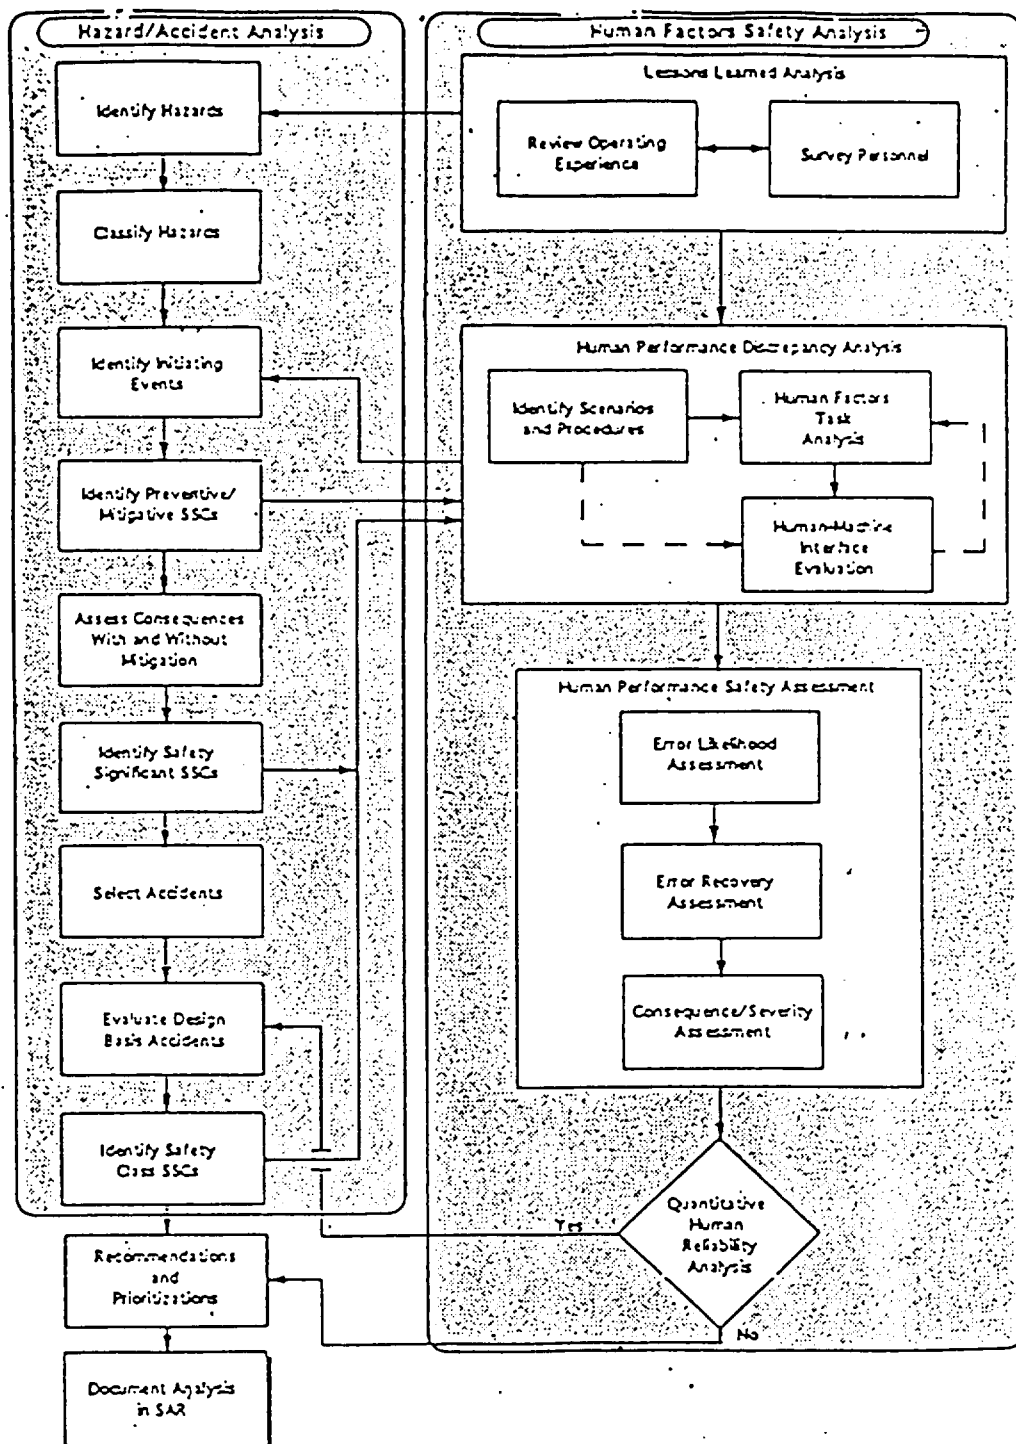 Hazard/Accident Analysis
Identify Hazards
Classify Hazards
Identify Initiating
Events
Identify Preventive/
Mitigative SSCs
Assess Consequences
With and Without
Mitigation
Identify Safety
Significant SSCs
Select Accidents
Evaluate Design
Basis Accidents
Identify Safety
Class SSCs
Recommendations
and
Prioritizations
Document Analysis
in SAR
Human Factors Safety Analysis
Lessons Learned Analysis
Review Operating
Experience
Survey Personnel
Human Performance Discrepancy Analysis
Identify Scenarios
and Procedures
Human Factors
Task
Analysis
Human-Machine
Interface
Evaluation
Human Performance Safety Assessment
Error Likelihood
Assessment
Error Recovery
Assessment
Consequence/Severity
Assessment
Quantitative
Human
Reliability
Analysis
Yes
No